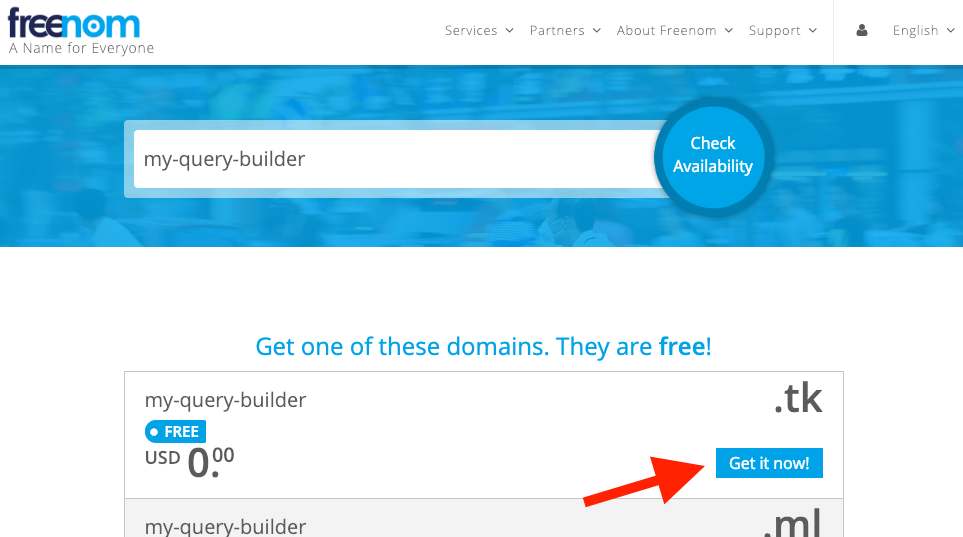 freenom
A Name for Everyone
Services Partners About Freenom Support English
my-query-builder
Check
Availability
Get one of these domains. They are free!
my-query-builder .tk
FREE
USD 0.00
Get it now!
my-query-builder .ml